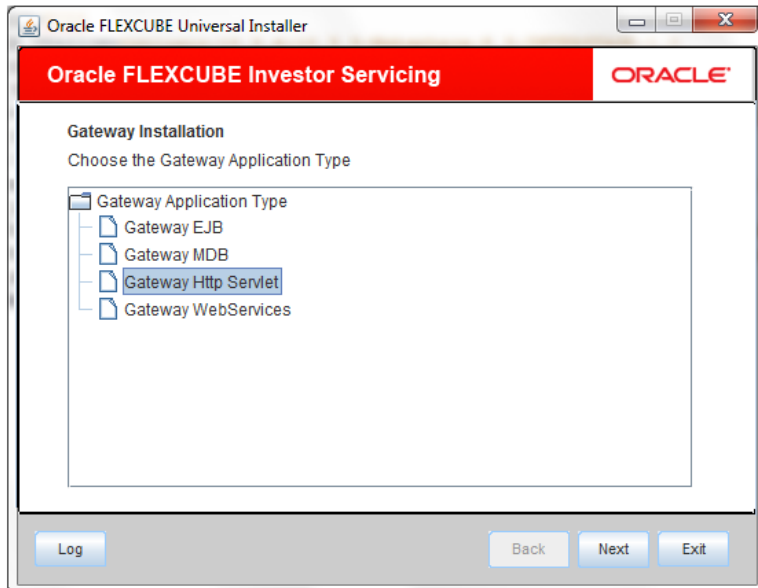 Oracle FLEXCUBE Universal Installer
Oracle FLEXCUBE Investor Servicing
ORACLE
Gateway Installation
Choose the Gateway Application Type
Gateway Application Type
Gateway EJB
Gateway MDB
Gateway Http Servlet
Gateway WebServices
Log Back Next Exit